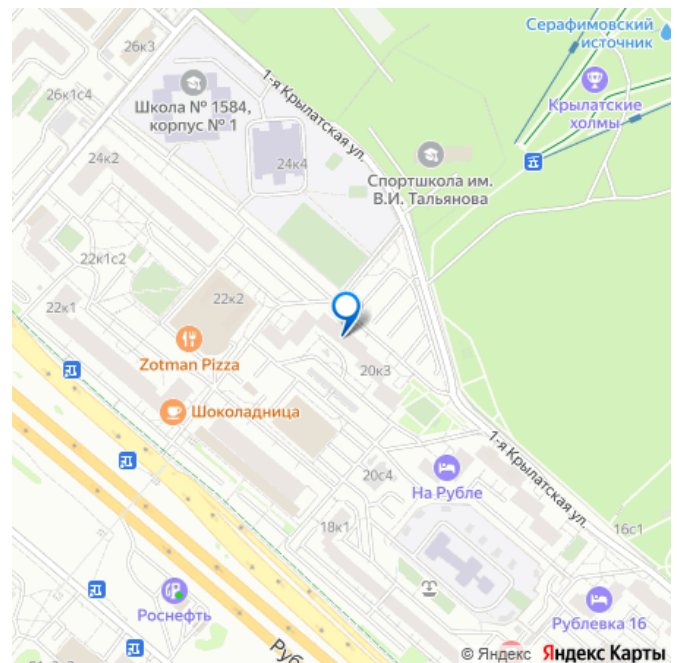 Серафимовский
источник
26к3
1-я Крылатская ул.
Крылатские
холмы
26к1с4
Школа № 1584,
корпус № 1
24к2
24к4
Спортшкола им.
В.И. Тальянова
22к1с2
22к1
22к2
Zotman Pizza
20к3
Шоколадница
1-я Крылатская ул.
20с4
На Рубле
18к1
16с1
Роснефть
Рублевка 16
Руб
© Яндекс Яндекс Карты